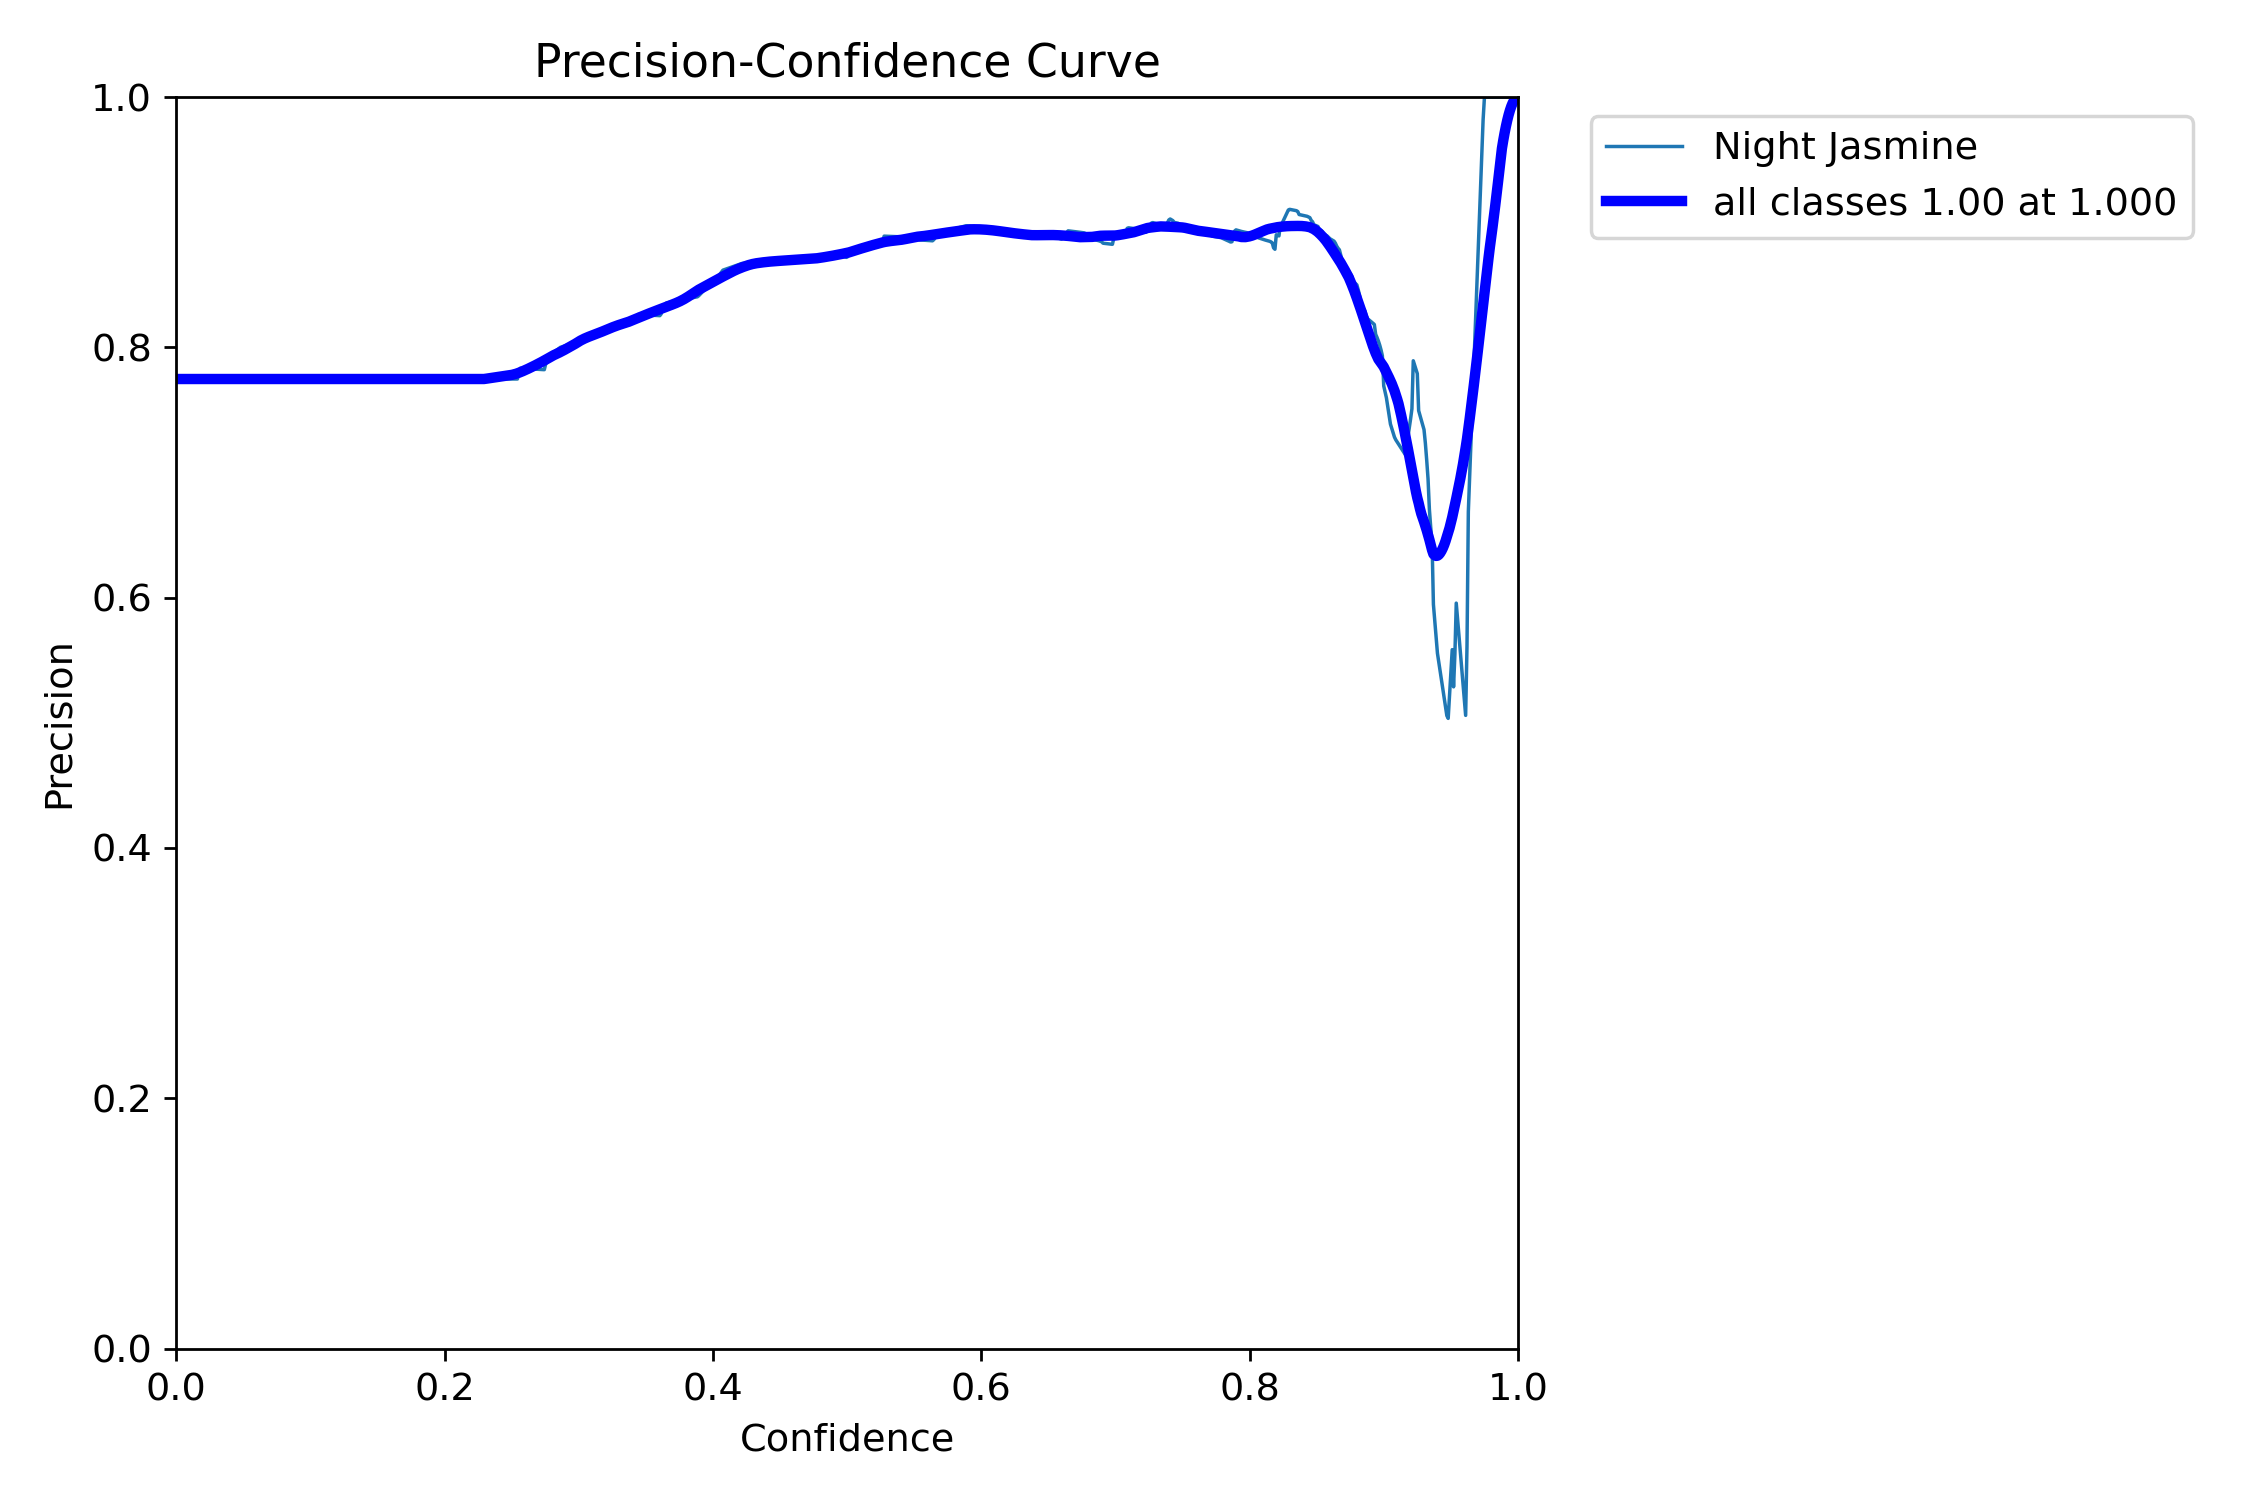 Precision-Confidence Curve
1.0
0.8
0.6
0.4
0.2
0.0
Precision
0.0 0.2 0.4 0.6 0.8 1.0
Confidence
Night Jasmine
all classes 1.00 at 1.000